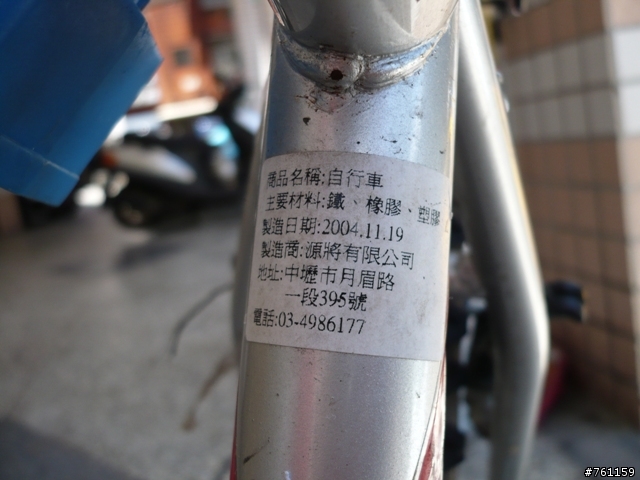 商品名稱:自行車
主要材料:鐵、橡膠、塑膠
製造日期:2004.11.19
製造商:源將有限公司
地址:中壢市月眉路
一段395號
電話:03-4986177
#761159